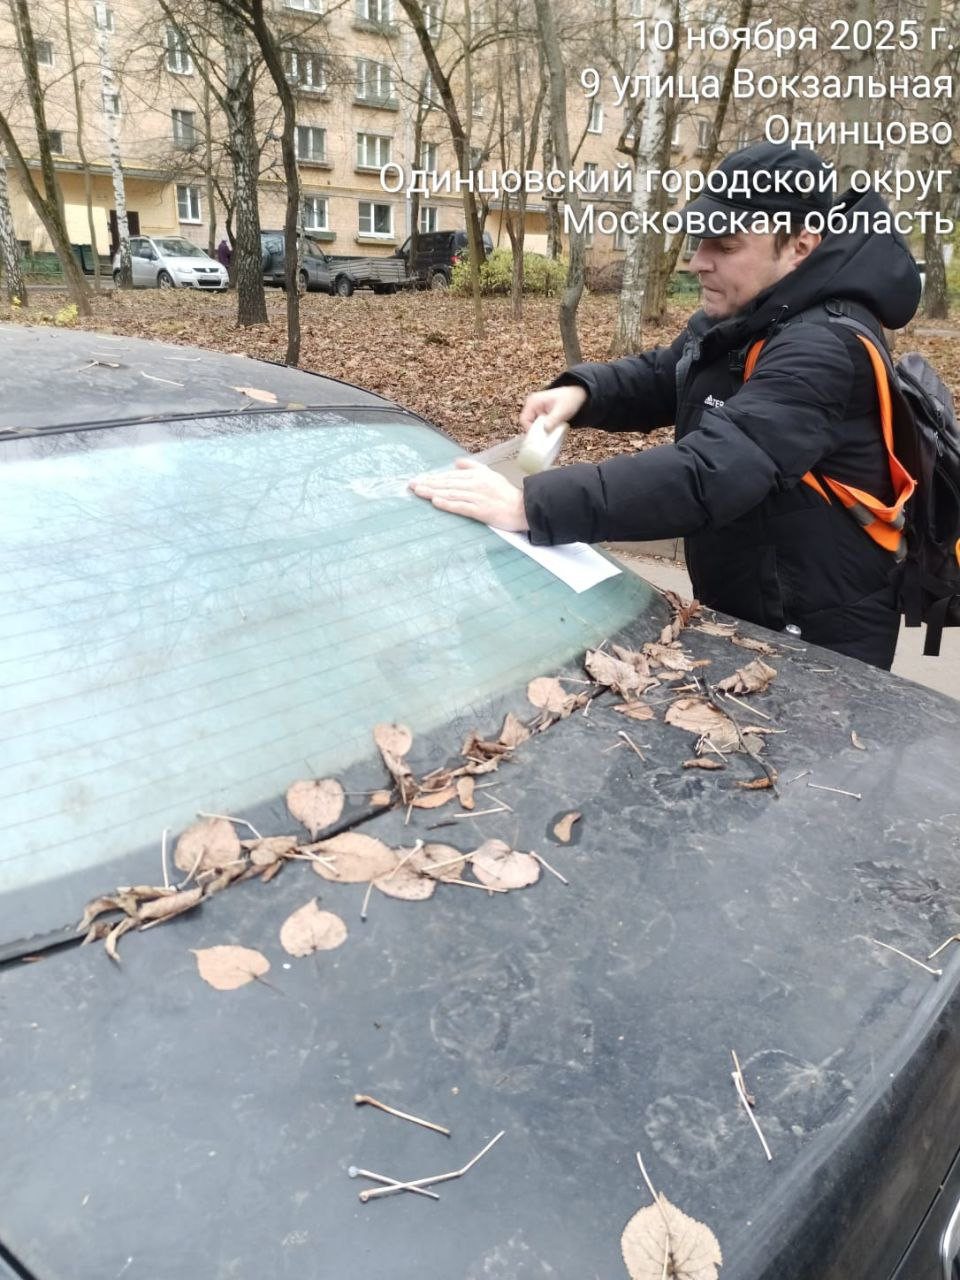 10 ноября 2025 г.
9 улица Вокзальная
Одинцово
Одинцовский городской округ
Московская область